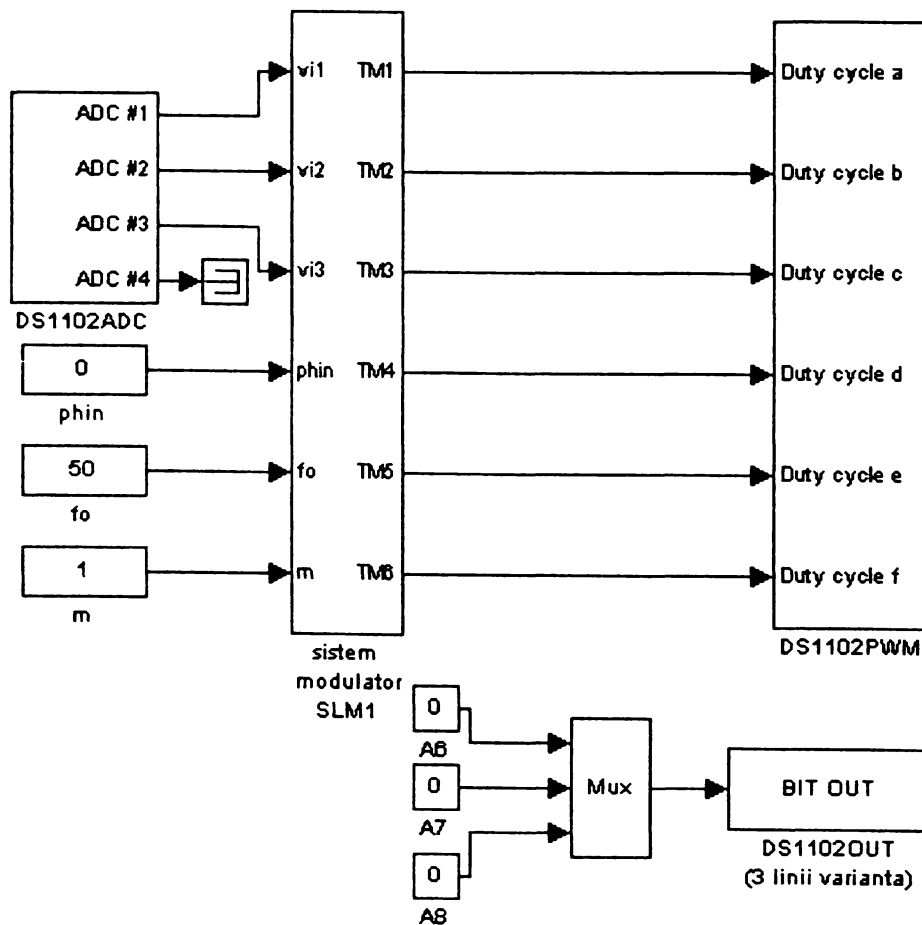 ADC #1
ADC #2
ADC #3
ADC #4
DS1102ADC
0
phin
50
fo
1
m
vi1
TM1
vi2
TM2
vi3
TM3
phin
TM4
fo
TM5
m
TM6
sistem
modulator
SLM1
Duty cycle a
Duty cycle b
Duty cycle c
Duty cycle d
Duty cycle e
Duty cycle f
DS1102PWM
0
A6
0
A7
0
A8
Mux
BIT OUT
DS1102OUT
(3 linii varianta)